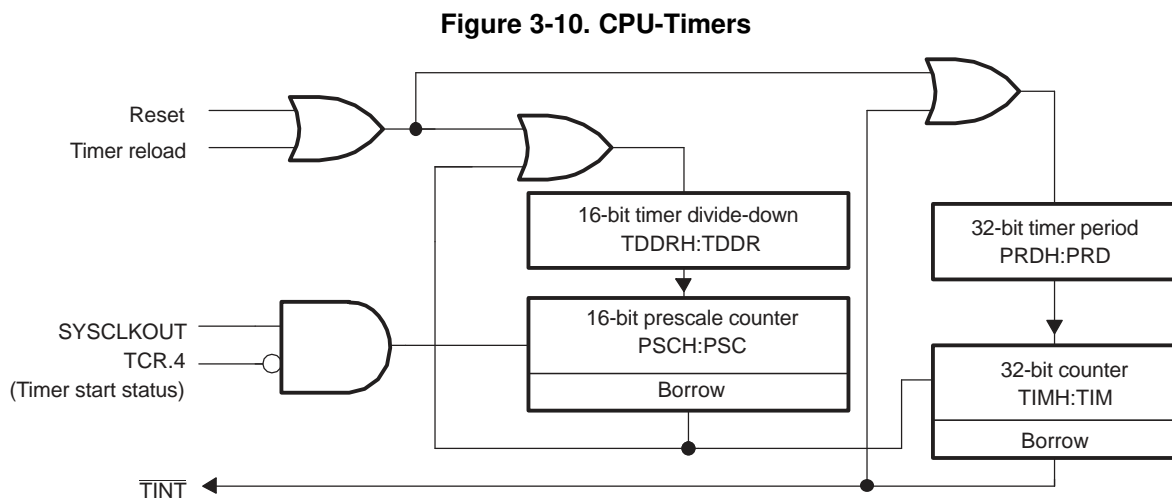 Figure 3-10. CPU-Timers
Reset
Timer reload
16-bit timer divide-down
TDDRH:TDDR
32-bit timer period
PRDH:PRD
SYSCLKOUT
TCR.4
(Timer start status)
16-bit prescale counter
PSCH:PSC
Borrow
32-bit counter
TIMH:TIM
Borrow
TINT